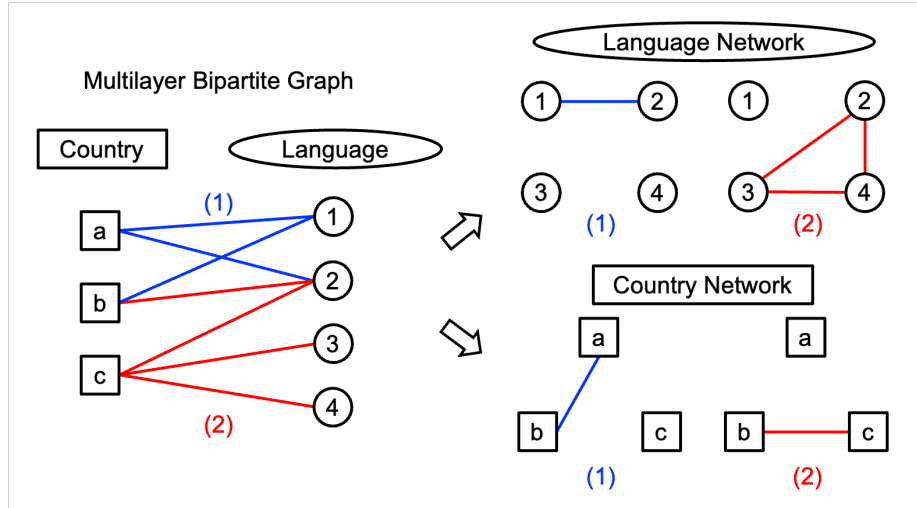 Multilayer Bipartite Graph
Country
Language
(1)
a
b
c
1
2
3
4
(2)
Language Network
1
2
3
4
(1)
1
2
3
4
(2)
Country Network
a
b
c
(1)
a
b
c
(2)